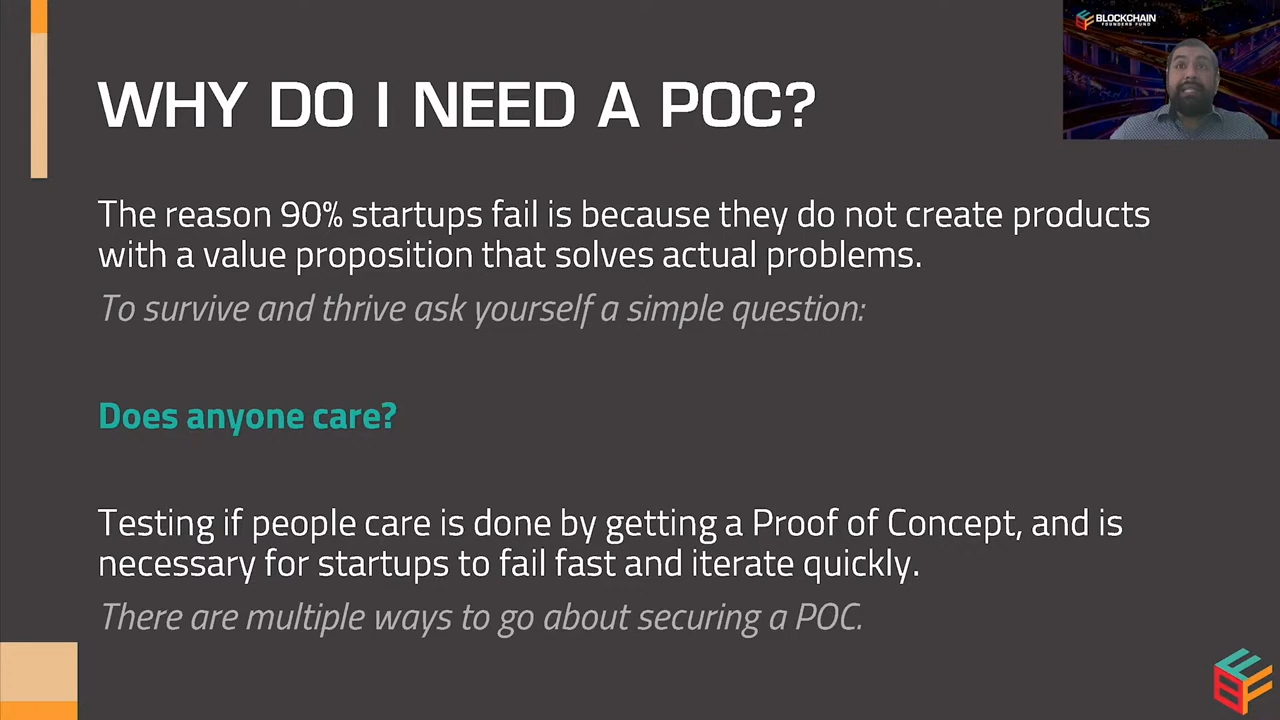 BLOCKCHAIN
FOUNDERS FUND
WHY DO I NEED A POC?
The reason 90% startups fail is because they do not create products
with a value proposition that solves actual problems.
To survive and thrive ask yourself a simple question:
Does anyone care?
Testing if people care is done by getting a Proof of Concept, and is
necessary for startups to fail fast and iterate quickly.
There are multiple ways to go about securing a POC.
BFF